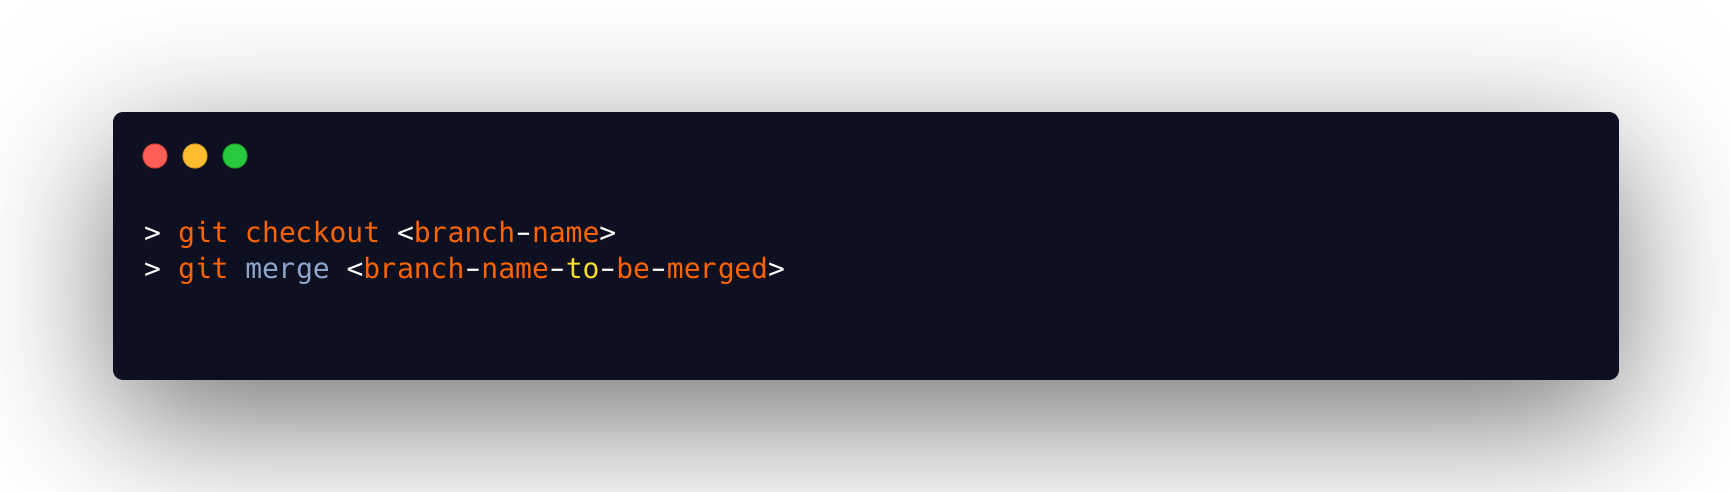 > git checkout <branch-name>
> git merge <branch-name-to-be-merged>